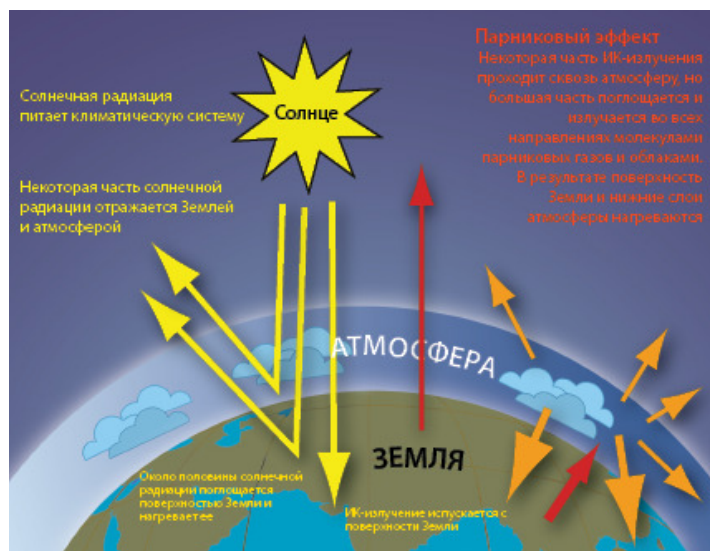 Парниковый эффект
Некоторая часть ИК-излучения
проходит сквозь атмосферу, но
большая часть поглощается и
излучается во всех
направлениях молекулами
парниковых газов и облаками.
В результате поверхность
Земли и нижние слои
атмосферы нагреваются
Солнечная радиация
питает климатическую систему
Солнце
Некоторая часть солнечной
радиации отражается Землей
и атмосферой
АТМОСФЕРА
ЗЕМЛЯ
Около половины солнечной
радиации поглощается
поверхностью Земли и
нагревает ее
ИК-излучение испускается с
поверхности Земли